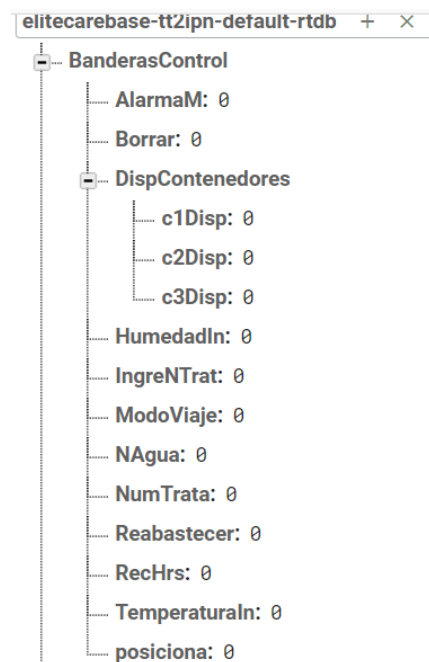 elitecarebase-tt2ipn-default-rtdb + ×
BanderasControl
AlarmaM: 0
Borrar: 0
DispContenedores
c1Disp: 0
c2Disp: 0
c3Disp: 0
HumedadIn: 0
IngreNTrat: 0
ModoViaje: 0
NAgua: 0
NumTrata: 0
Reabastecer: 0
RecHrs: 0
TemperaturaIn: 0
posiciona: 0